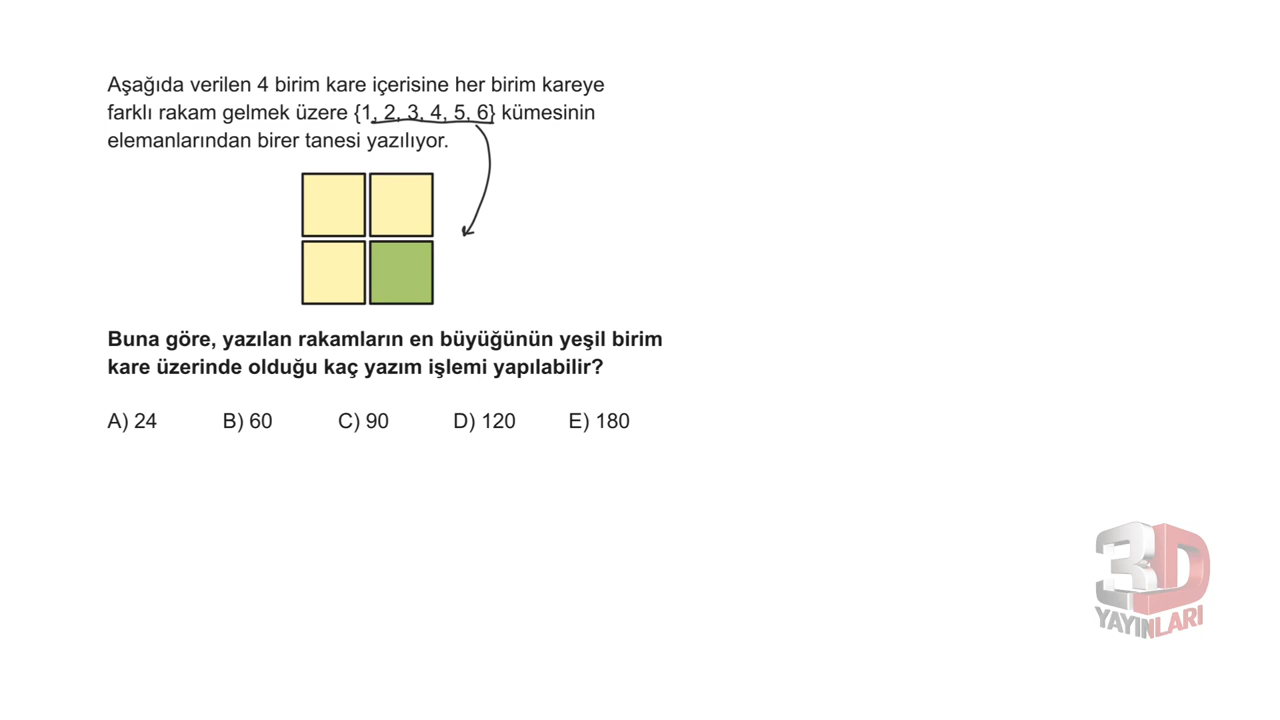 Aşağıda verilen 4 birim kare içerisine her birim kareye
farklı rakam gelmek üzere {1, 2, 3, 4, 5, 6} kümesinin
elemanlarından birer tanesi yazılıyor.
Buna göre, yazılan rakamların en büyüğünün yeşil birim
kare üzerinde olduğu kaç yazım işlemi yapılabilir?
A) 24 B) 60 C) 90 D) 120 E) 180
3D
YAYINLARI